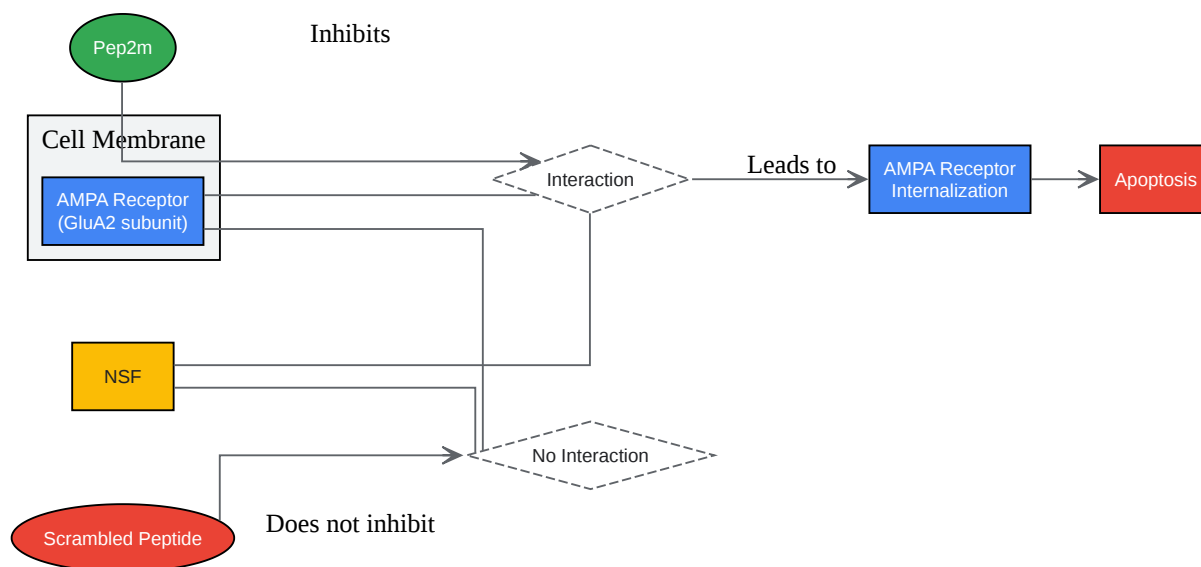 Pep2m
Inhibits
Cell Membrane
AMPA Receptor
(GluA2 subunit)
Interaction
Leads to
AMPA Receptor
Internalization
Apoptosis
NSF
No Interaction
Scrambled Peptide
Does not inhibit